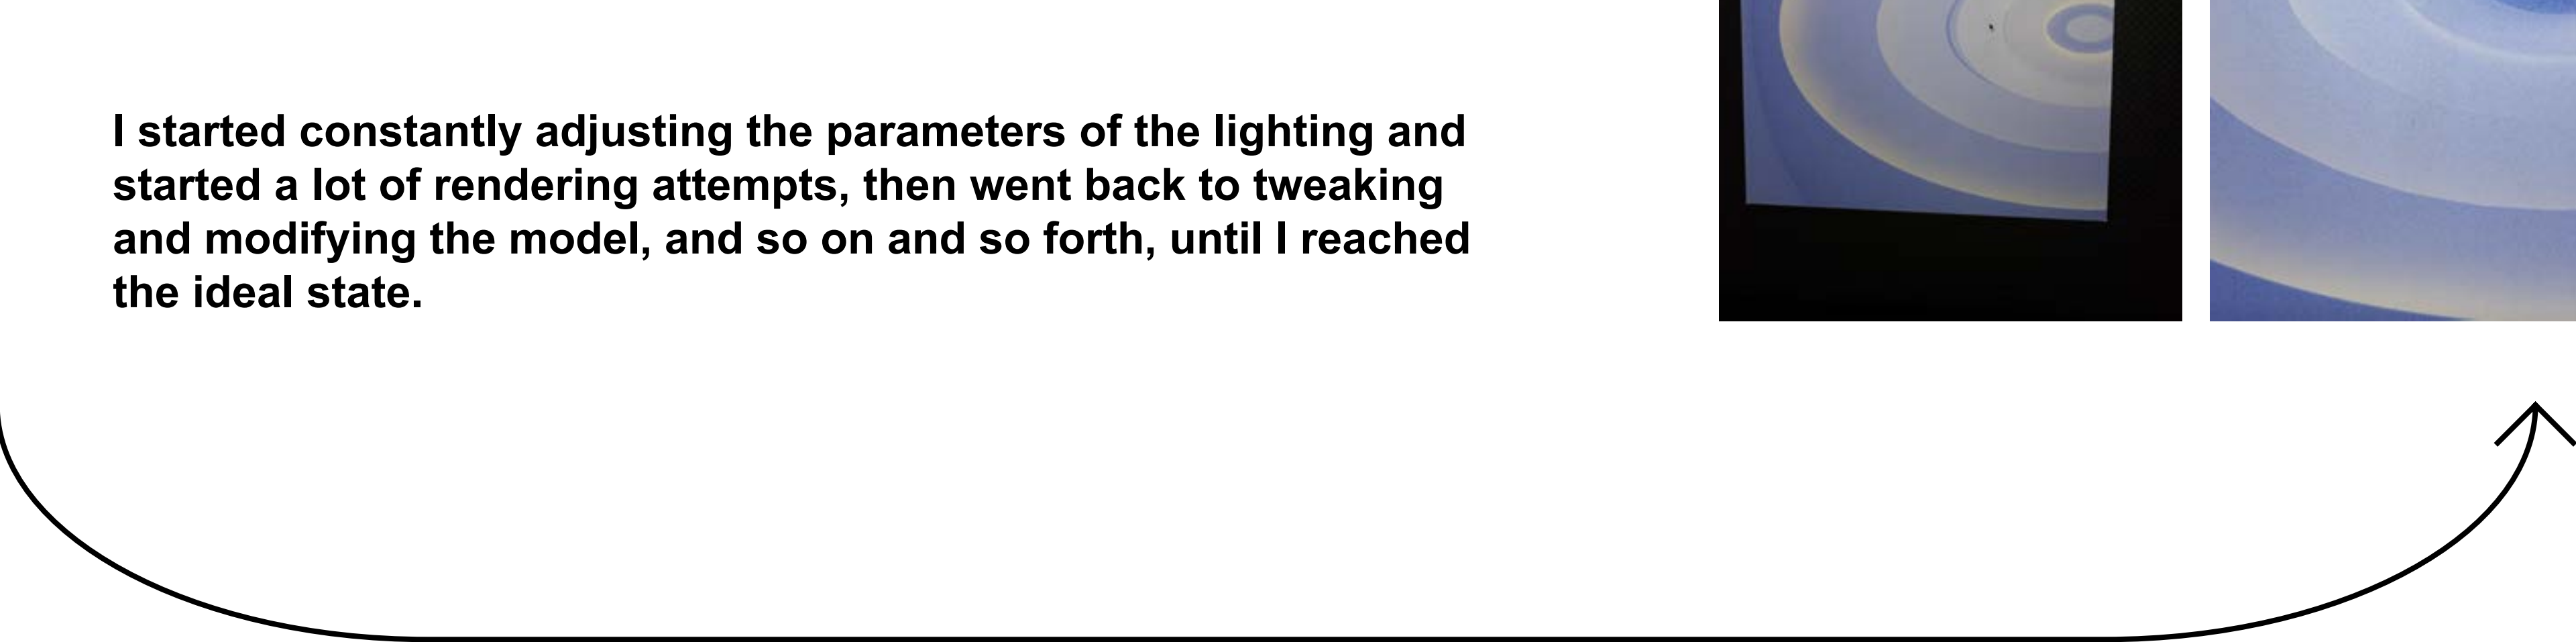 I started constantly adjusting the parameters of the lighting and
started a lot of rendering attempts, then went back to tweaking
and modifying the model, and so on and so forth, until I reached
the ideal state.